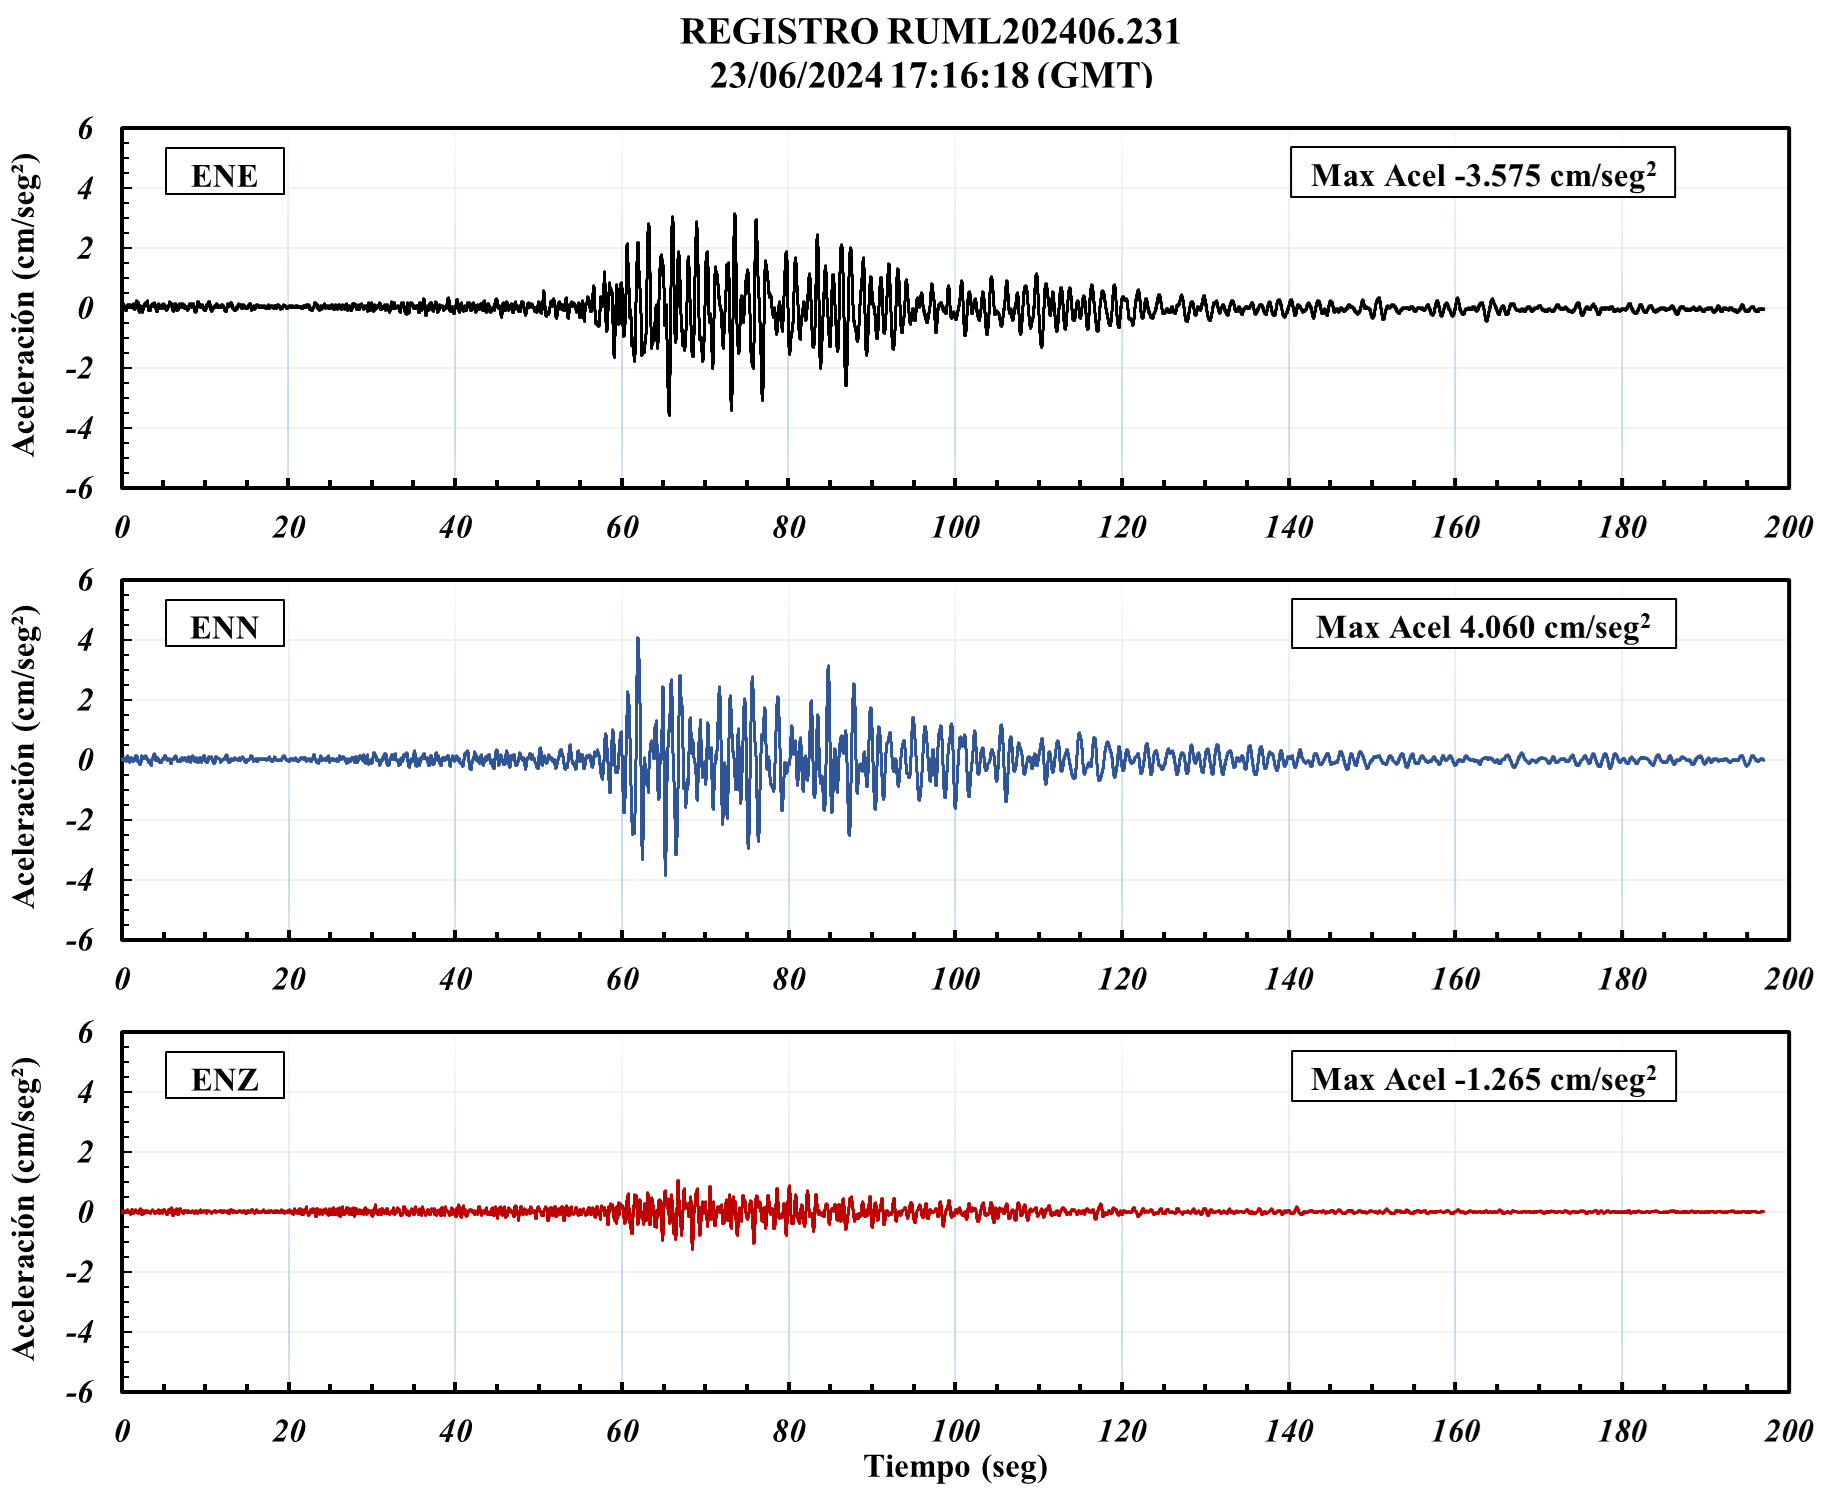 REGISTRO RUML202406.231
23/06/2024 17:16:18 (GMT)
Aceleración (cm/seg²)
6
4
2
0
-2
-4
-6
ENE
Max Acel -3.575 cm/seg²
0 20 40 60 80 100 120 140 160 180 200
Aceleración (cm/seg²)
6
4
2
0
-2
-4
-6
ENN
Max Acel 4.060 cm/seg²
0 20 40 60 80 100 120 140 160 180 200
Aceleración (cm/seg²)
6
4
2
0
-2
-4
-6
ENZ
Max Acel -1.265 cm/seg²
0 20 40 60 80 100 120 140 160 180 200
Tiempo (seg)